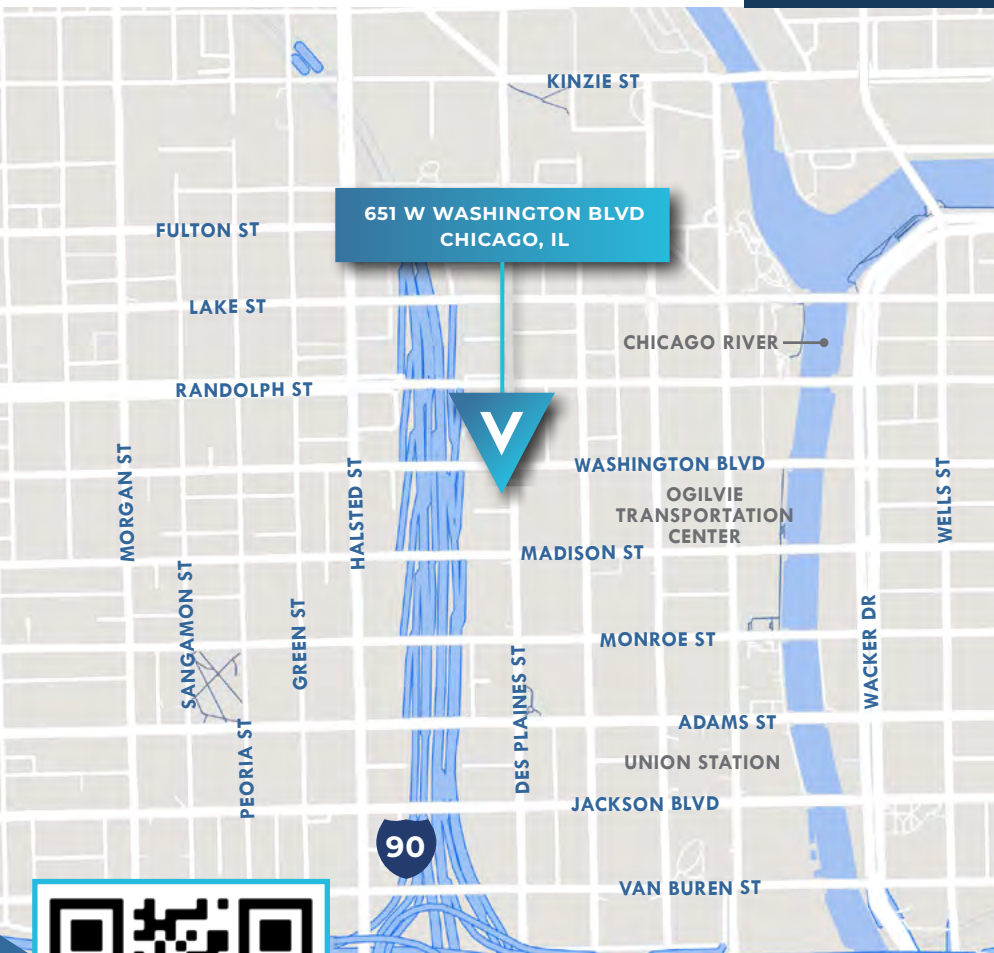 KINZIE ST
651 W WASHINGTON BLVD
CHICAGO, IL
FULTON ST
LAKE ST
CHICAGO RIVER
RANDOLPH ST
V
WASHINGTON BLVD
OGILVIE
TRANSPORTATION
CENTER
MORGAN ST
HALSTED ST
WELLS ST
MADISON ST
SANGAMON ST
GREEN ST
MONROE ST
WACKER DR
DES PLAINES ST
ADAMS ST
PEORIA ST
UNION STATION
JACKSON BLVD
90
VAN BUREN ST